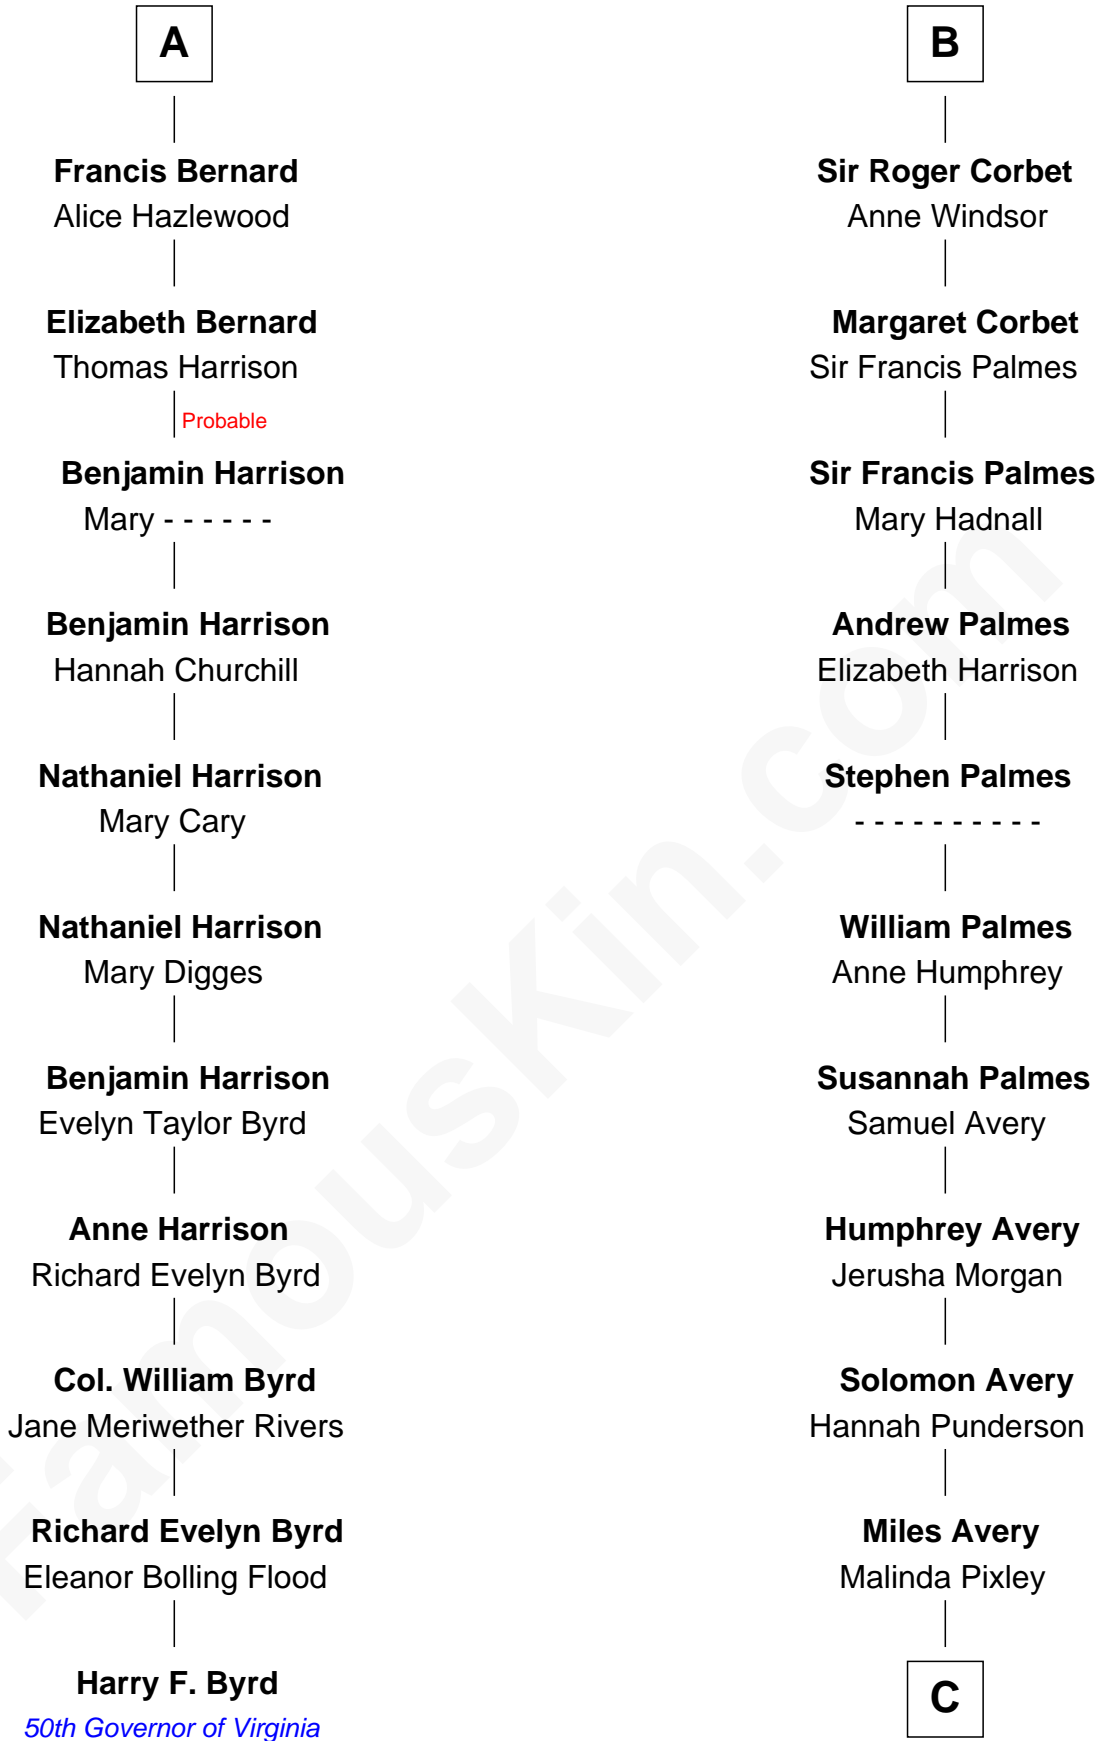 A
Francis Bernard
Alice Hazlewood
Elizabeth Bernard
Thomas Harrison
Probable
Benjamin Harrison
Mary - - - - - -
Benjamin Harrison
Hannah Churchill
Nathaniel Harrison
Mary Cary
Nathaniel Harrison
Mary Digges
Benjamin Harrison
Evelyn Taylor Byrd
Anne Harrison
Richard Evelyn Byrd
Col. William Byrd
Jane Meriwether Rivers
Richard Evelyn Byrd
Eleanor Bolling Flood
Harry F. Byrd
50th Governor of Virginia
B
Sir Roger Corbet
Anne Windsor
Margaret Corbet
Sir Francis Palmes
Sir Francis Palmes
Mary Hadnall
Andrew Palmes
Elizabeth Harrison
Stephen Palmes
- - - - - - - - - -
William Palmes
Anne Humphrey
Susannah Palmes
Samuel Avery
Humphrey Avery
Jerusha Morgan
Solomon Avery
Hannah Punderson
Miles Avery
Malinda Pixley
C
FamousKin.com